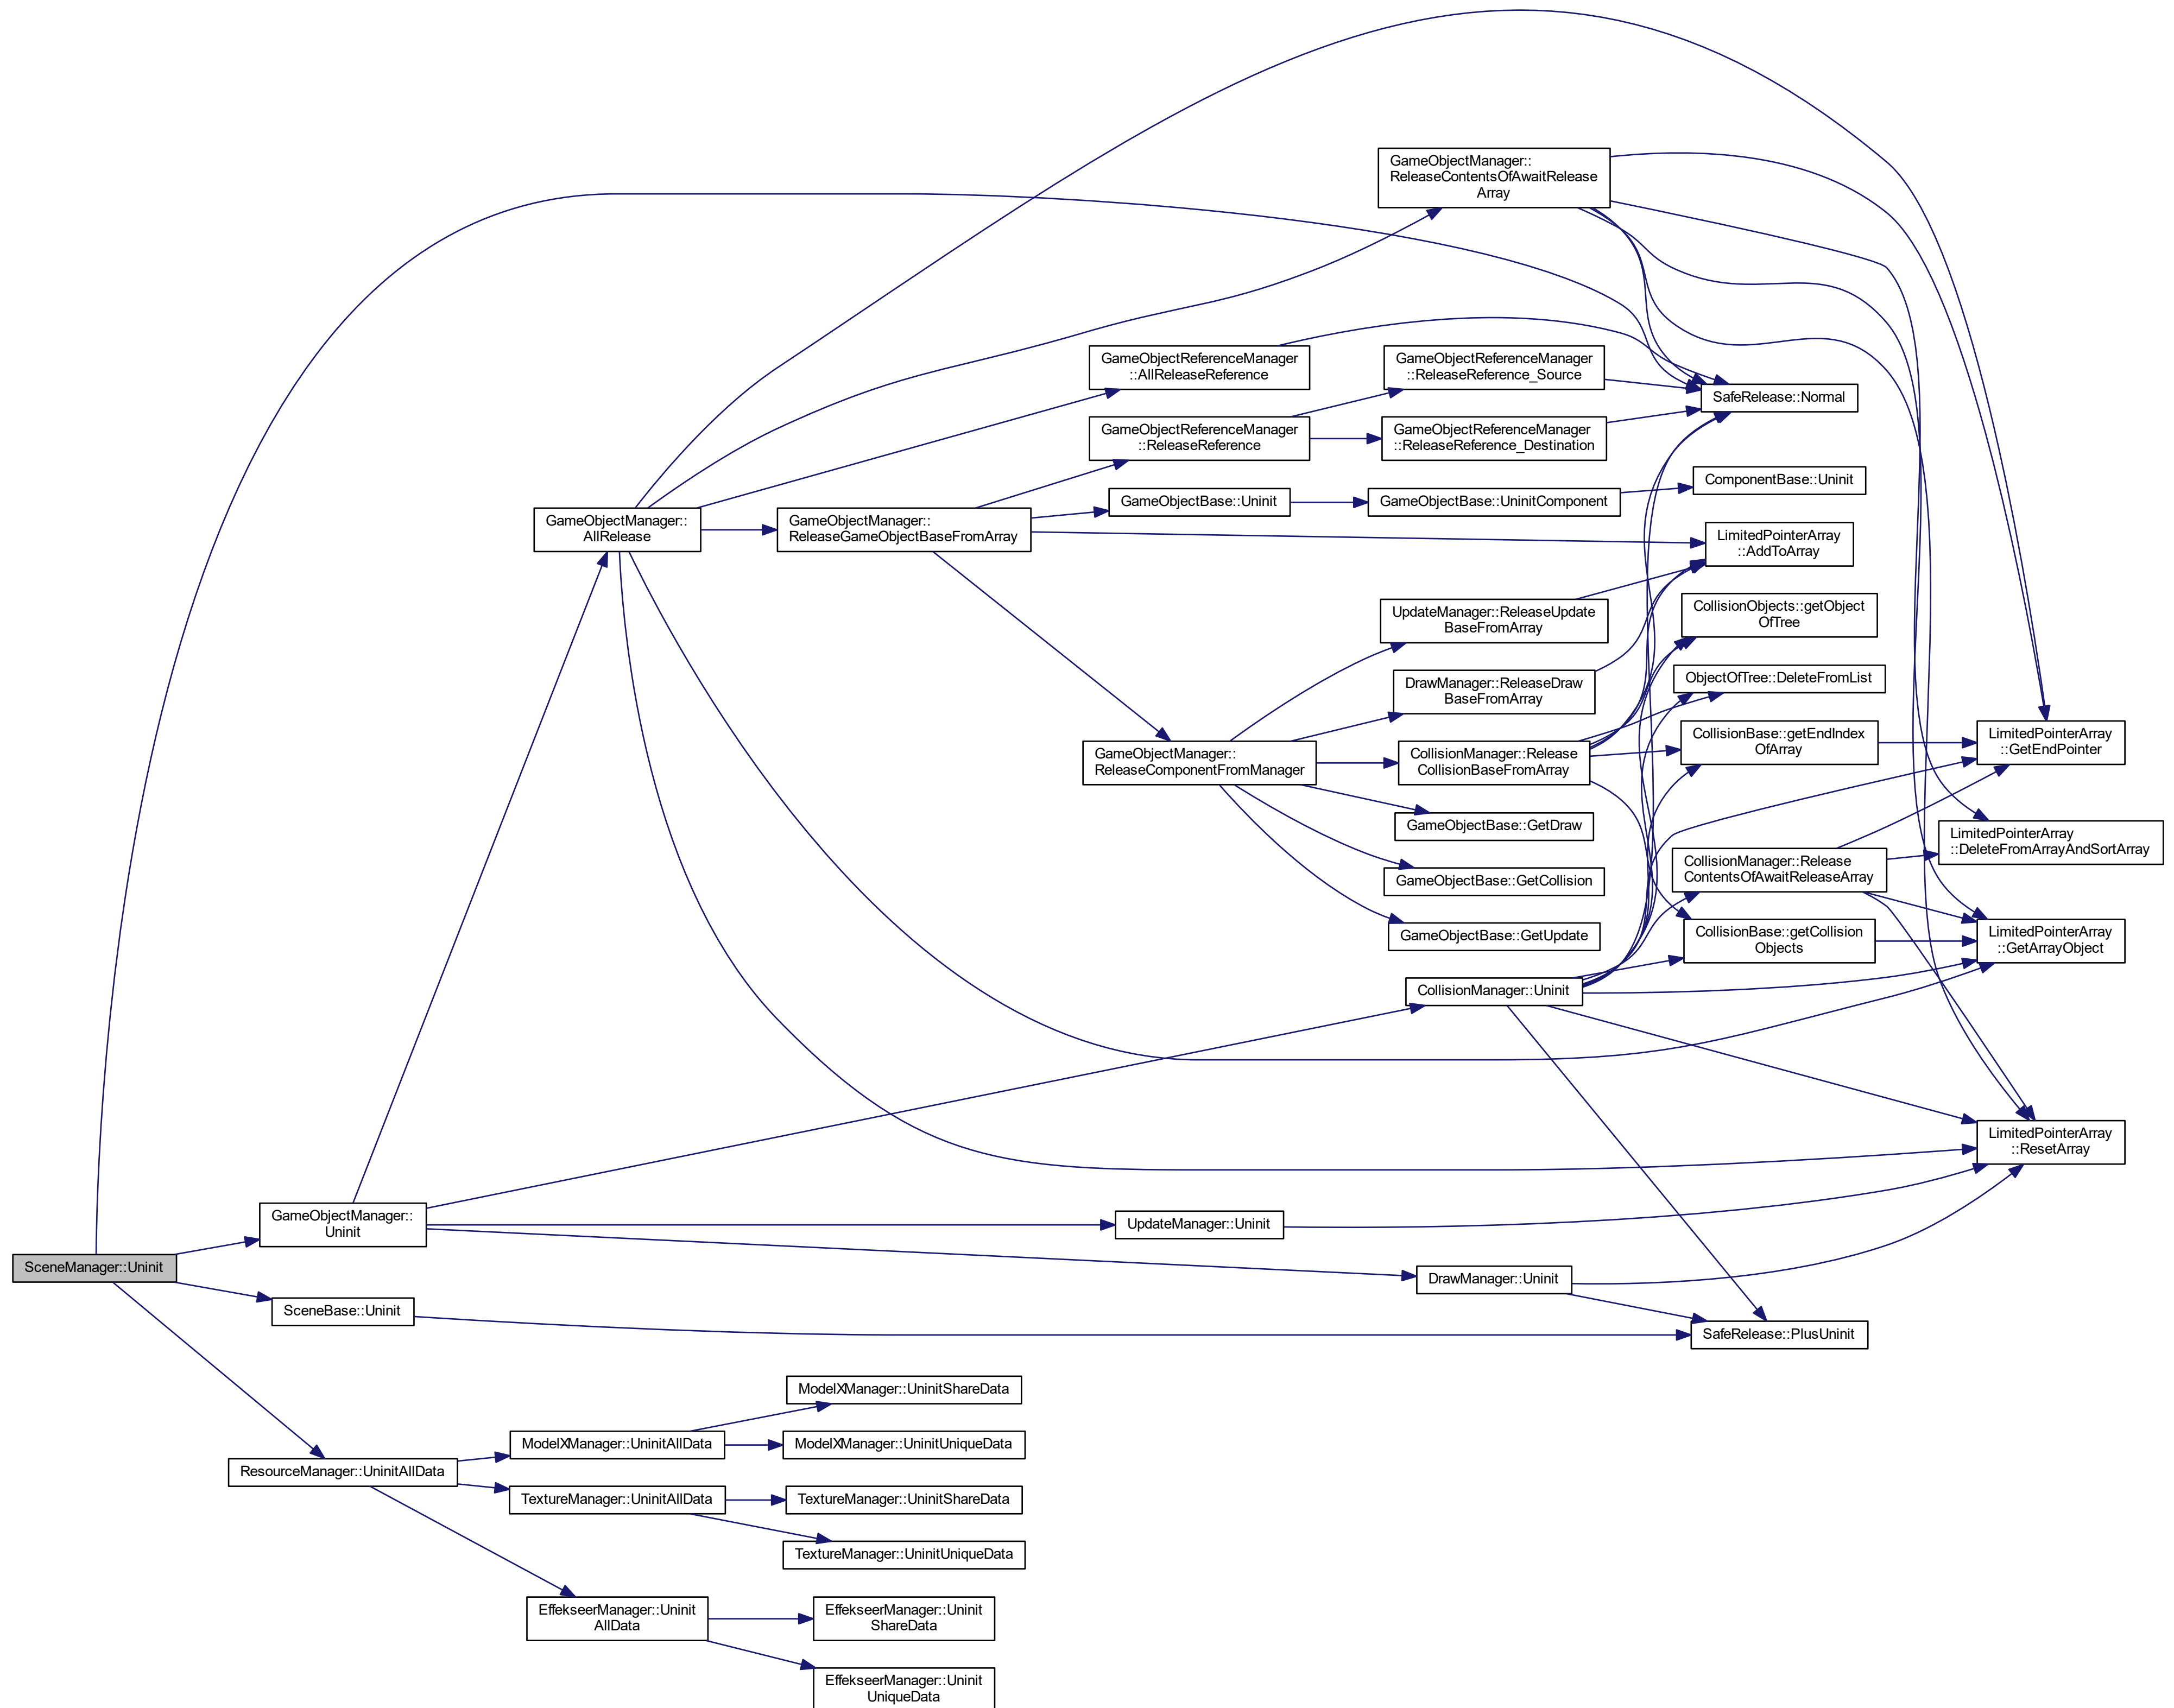 SceneManager::Uninit
GameObjectManager::
Uninit
SceneBase::Uninit
ResourceManager::UninitAllData
GameObjectManager::
AllRelease
ModelXManager::UninitAllData
TextureManager::UninitAllData
EffekseerManager::Uninit
AllData
GameObjectManager::
ReleaseGameObjectBaseFromArray
ModelXManager::UninitShareData
ModelXManager::UninitUniqueData
TextureManager::UninitShareData
TextureManager::UninitUniqueData
EffekseerManager::Uninit
ShareData
EffekseerManager::Uninit
UniqueData
GameObjectReferenceManager
::AllReleaseReference
GameObjectReferenceManager
::ReleaseReference
GameObjectBase::Uninit
GameObjectManager::
ReleaseComponentFromManager
UpdateManager::Uninit
GameObjectManager::
ReleaseContentsOfAwaitRelease
Array
GameObjectReferenceManager
::ReleaseReference_Source
GameObjectReferenceManager
::ReleaseReference_Destination
GameObjectBase::UninitComponent
UpdateManager::ReleaseUpdate
BaseFromArray
DrawManager::ReleaseDraw
BaseFromArray
CollisionManager::Release
CollisionBaseFromArray
GameObjectBase::GetDraw
GameObjectBase::GetCollision
GameObjectBase::GetUpdate
CollisionManager::Uninit
DrawManager::Uninit
SafeRelease::Normal
ComponentBase::Uninit
LimitedPointerArray
::AddToArray
CollisionObjects::getObject
OfTree
ObjectOfTree::DeleteFromList
CollisionBase::getEndIndex
OfArray
CollisionManager::Release
ContentsOfAwaitReleaseArray
CollisionBase::getCollision
Objects
SafeRelease::PlusUninit
LimitedPointerArray
::GetEndPointer
LimitedPointerArray
::DeleteFromArrayAndSortArray
LimitedPointerArray
::GetArrayObject
LimitedPointerArray
::ResetArray